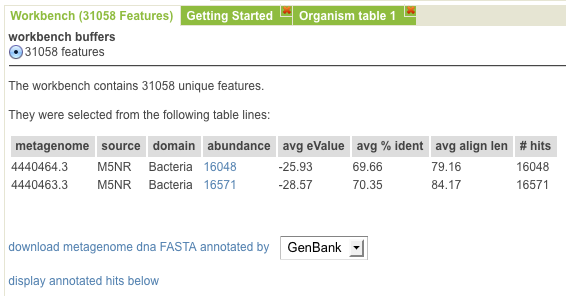 Workbench (31058 Features) Getting Started Organism table 1
workbench buffers
31058 features
The workbench contains 31058 unique features.
They were selected from the following table lines:
metagenome source domain abundance avg eValue avg % ident avg align len # hits
4440464.3 M5NR Bacteria 16048 -25.93 69.66 79.16 16048
4440463.3 M5NR Bacteria 16571 -28.57 70.35 84.17 16571
download metagenome dna FASTA annotated by GenBank
display annotated hits below